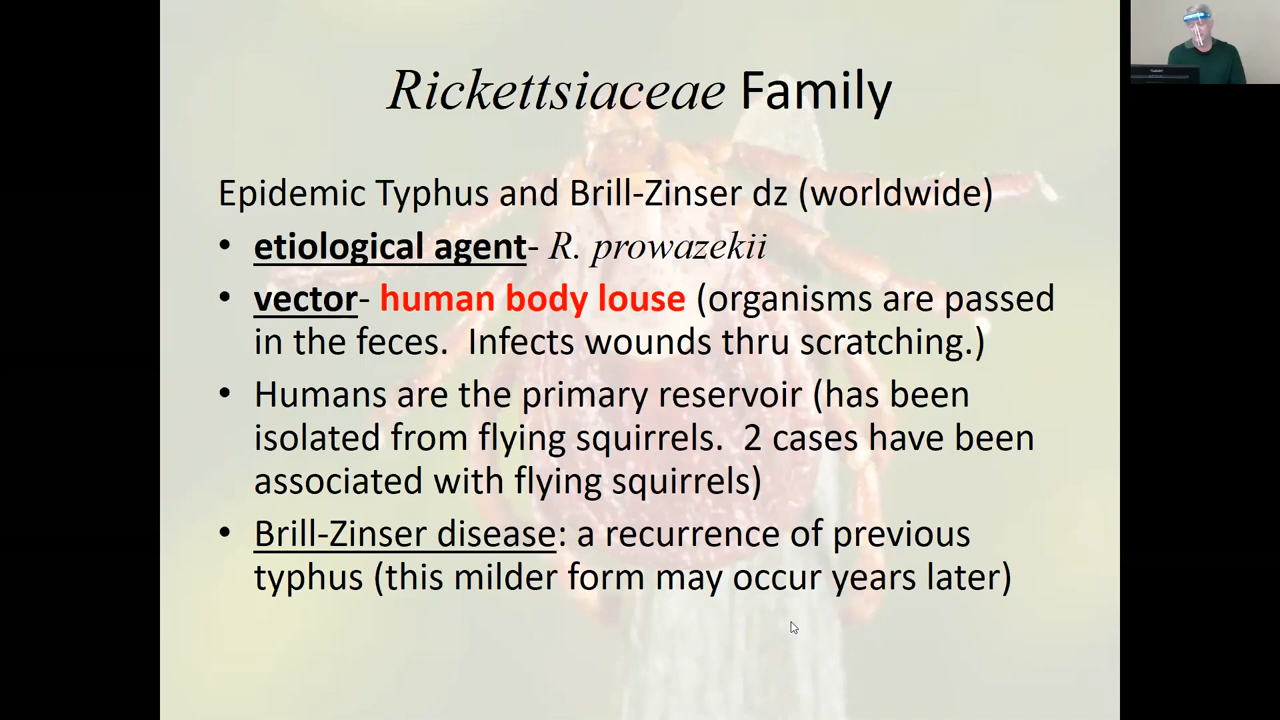 Rickettsiaceae Family
Epidemic Typhus and Brill-Zinser dz (worldwide)
• etiological agent- R. prowazekii
• vector- human body louse (organisms are passed
in the feces.  Infects wounds thru scratching.)
• Humans are the primary reservoir (has been
isolated from flying squirrels.  2 cases have been
associated with flying squirrels)
• Brill-Zinser disease: a recurrence of previous
typhus (this milder form may occur years later)